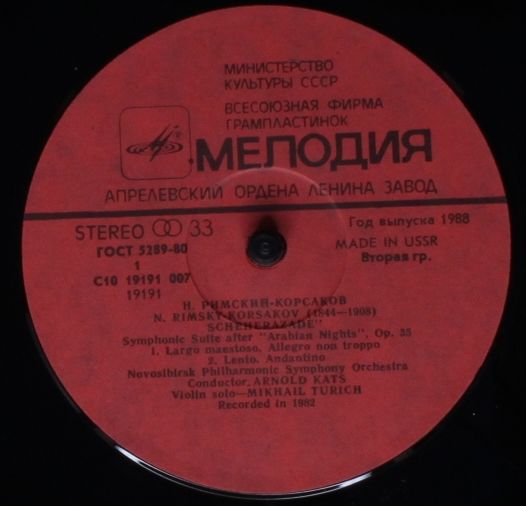 МИНИСТЕРСТВО
КУЛЬТУРЫ СССР
ВСЕСОЮЗНАЯ ФИРМА
ГРАМПЛАСТИНОК
МЕЛОДИЯ
АПРЕЛЕВСКИЙ ОРДЕНА ЛЕНИНА ЗАВОД
STEREO 33
Год выпуска 1988
ГОСТ 5289-80
MADE IN USSR
1
Вторая гр.
С10 19191 007
19191
Н. РИМСКИЙ-КОРСАКОВ
N. RIMSKY-KORSAKOV (1844—1908)
SCHEHERAZADE"
Symphonic Suite after "Arabian Nights", Op. 35
1. Largo maestoso. Allegro non troppo
2. Lento. Andantino
Novosibirsk Philharmonic Symphony Orchestra
Conductor ARNOLD KATS
Violin solo—MIKHAIL TURICH
Recorded in 1982